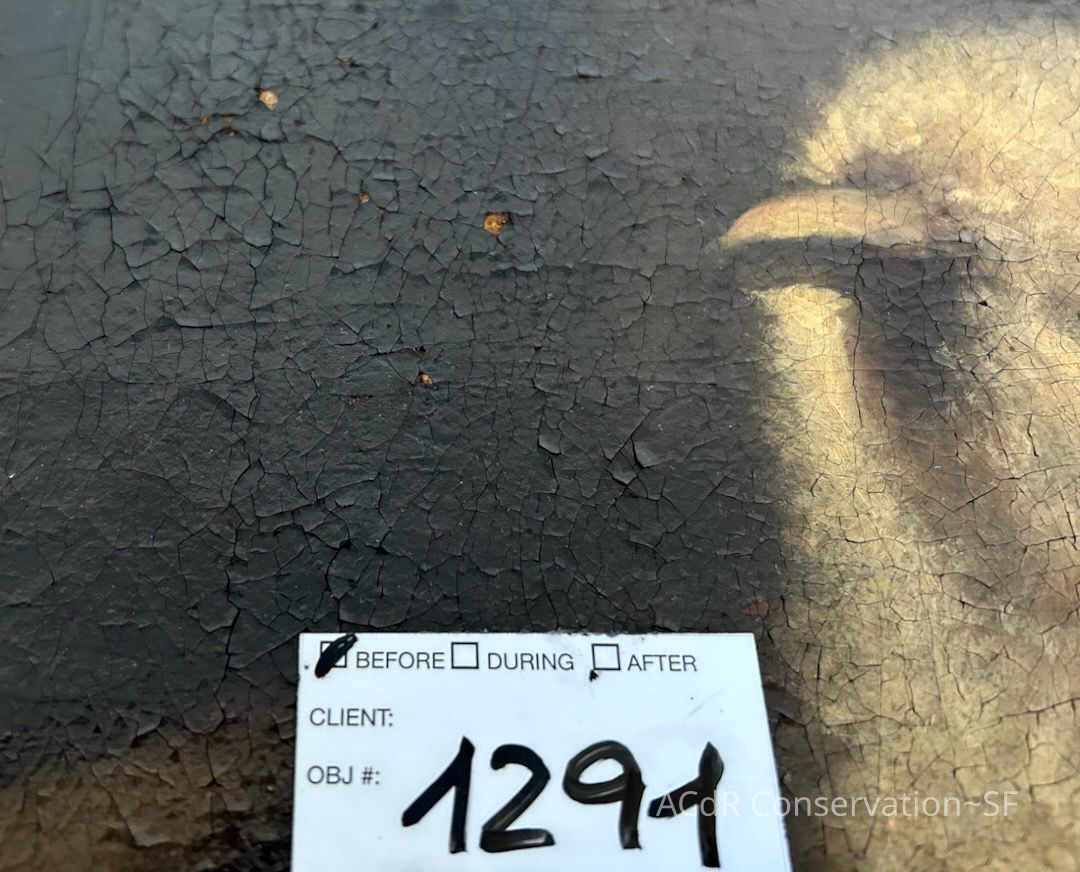 BEFORE DURING AFTER
CLIENT:
OBJ #: 1291
ACdR Conservation~SF